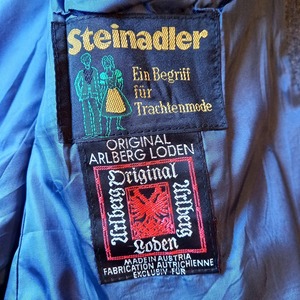 Steinadler
Ein Begriff
für
Trachtenmode
ORIGINAL
ARLBERG LODEN
Original
Arlberg
Arlberg
Loden
MADE IN AUSTRIA
FABRICATION AUTRICHIENNE
EXCLUSIV FÜR